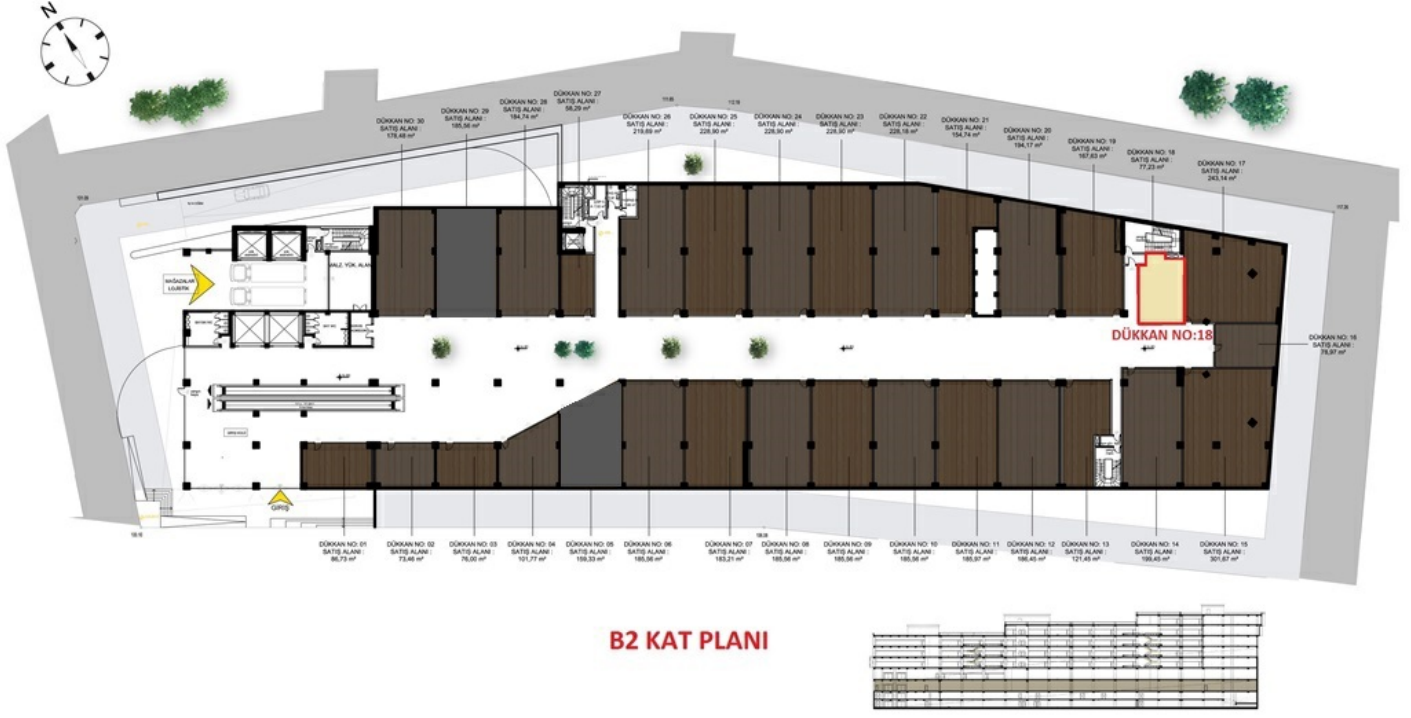 N
DÜKKAN NO: 30
SATIŞ ALANI :
178,48 m²
DÜKKAN NO: 29
SATIŞ ALANI :
185,56 m²
DÜKKAN NO: 28
SATIŞ ALANI :
184,74 m²
DÜKKAN NO: 27
SATIŞ ALANI :
58,29 m²
DÜKKAN NO: 26
SATIŞ ALANI :
219,69 m²
DÜKKAN NO: 25
SATIŞ ALANI :
228,90 m²
DÜKKAN NO: 24
SATIŞ ALANI :
228,90 m²
DÜKKAN NO: 23
SATIŞ ALANI :
228,90 m²
DÜKKAN NO: 22
SATIŞ ALANI :
228,18 m²
DÜKKAN NO: 21
SATIŞ ALANI :
154,74 m²
DÜKKAN NO: 20
SATIŞ ALANI :
194,17 m²
DÜKKAN NO: 19
SATIŞ ALANI :
167,63 m²
DÜKKAN NO: 18
SATIŞ ALANI :
77,23 m²
DÜKKAN NO: 17
SATIŞ ALANI :
243,14 m²
MALZ. YÜK. ALAN
MAĞAZALAR
LOJİSTİK
DÜKKAN NO:18
DÜKKAN NO: 16
SATIŞ ALANI :
78,97 m²
GİRİŞ
DÜKKAN NO: 01
SATIŞ ALANI :
86,73 m²
DÜKKAN NO: 02
SATIŞ ALANI :
73,46 m²
DÜKKAN NO: 03
SATIŞ ALANI :
76,00 m²
DÜKKAN NO: 04
SATIŞ ALANI :
101,77 m²
DÜKKAN NO: 05
SATIŞ ALANI :
159,33 m²
DÜKKAN NO: 06
SATIŞ ALANI :
185,56 m²
DÜKKAN NO: 07
SATIŞ ALANI :
183,21 m²
DÜKKAN NO: 08
SATIŞ ALANI :
185,56 m²
DÜKKAN NO: 09
SATIŞ ALANI :
185,56 m²
DÜKKAN NO: 10
SATIŞ ALANI :
185,56 m²
DÜKKAN NO: 11
SATIŞ ALANI :
185,97 m²
DÜKKAN NO: 12
SATIŞ ALANI :
186,45 m²
DÜKKAN NO: 13
SATIŞ ALANI :
121,45 m²
DÜKKAN NO: 14
SATIŞ ALANI :
199,45 m²
DÜKKAN NO: 15
SATIŞ ALANI :
301,67 m²
B2 KAT PLANI